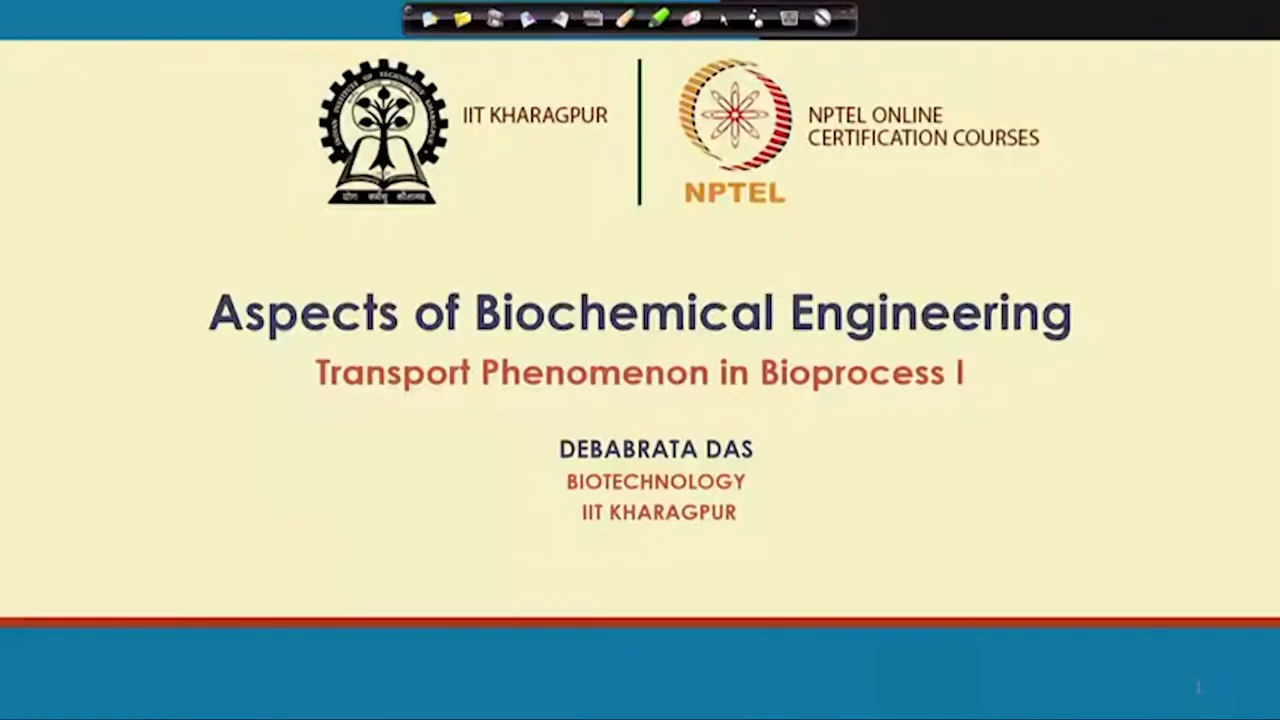 IIT KHARAGPUR
NPTEL ONLINE
CERTIFICATION COURSES
NPTEL
Aspects of Biochemical Engineering
Transport Phenomenon in Bioprocess I
DEBABRATA DAS
BIOTECHNOLOGY
IIT KHARAGPUR
1